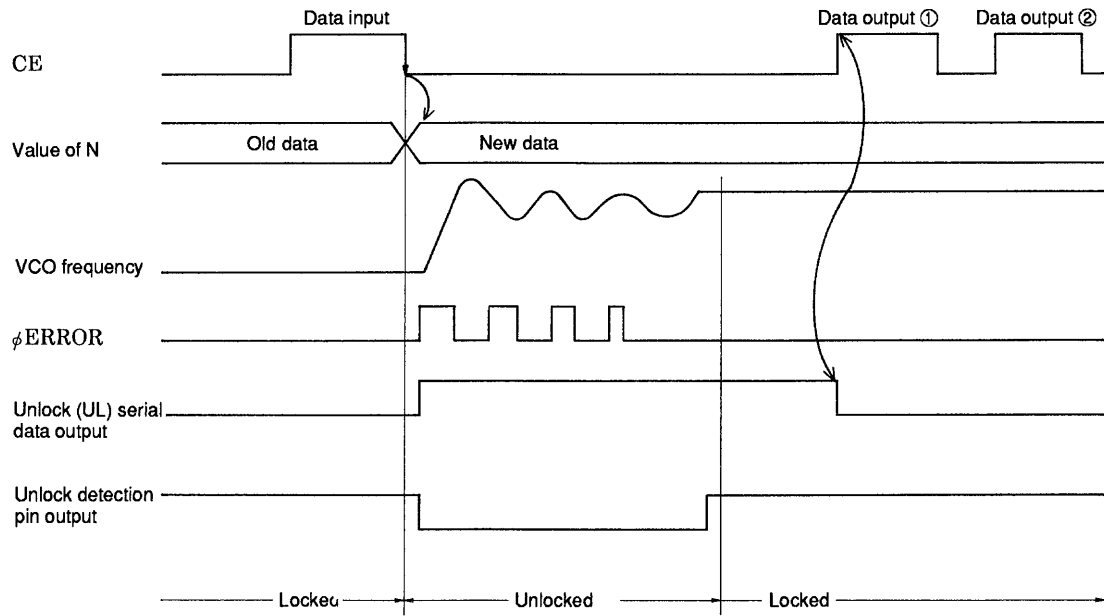 Data input
Data output ①
Data output ②
CE
Value of N
Old data
New data
VCO frequency
φERROR
Unlock (UL) serial
data output
Unlock detection
pin output
Locked
Unlocked
Locked